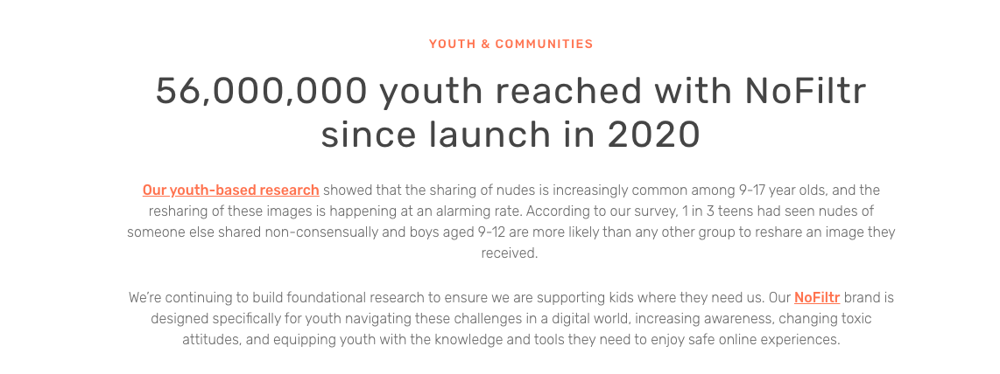 YOUTH & COMMUNITIES
56,000,000 youth reached with NoFiltr
since launch in 2020
Our youth-based research showed that the sharing of nudes is increasingly common among 9-17 year olds, and the
resharing of these images is happening at an alarming rate. According to our survey, 1 in 3 teens had seen nudes of
someone else shared non-consensually and boys aged 9-12 are more likely than any other group to reshare an image they
received.
We’re continuing to build foundational research to ensure we are supporting kids where they need us. Our NoFiltr brand is
designed specifically for youth navigating these challenges in a digital world, increasing awareness, changing toxic
attitudes, and equipping youth with the knowledge and tools they need to enjoy safe online experiences.